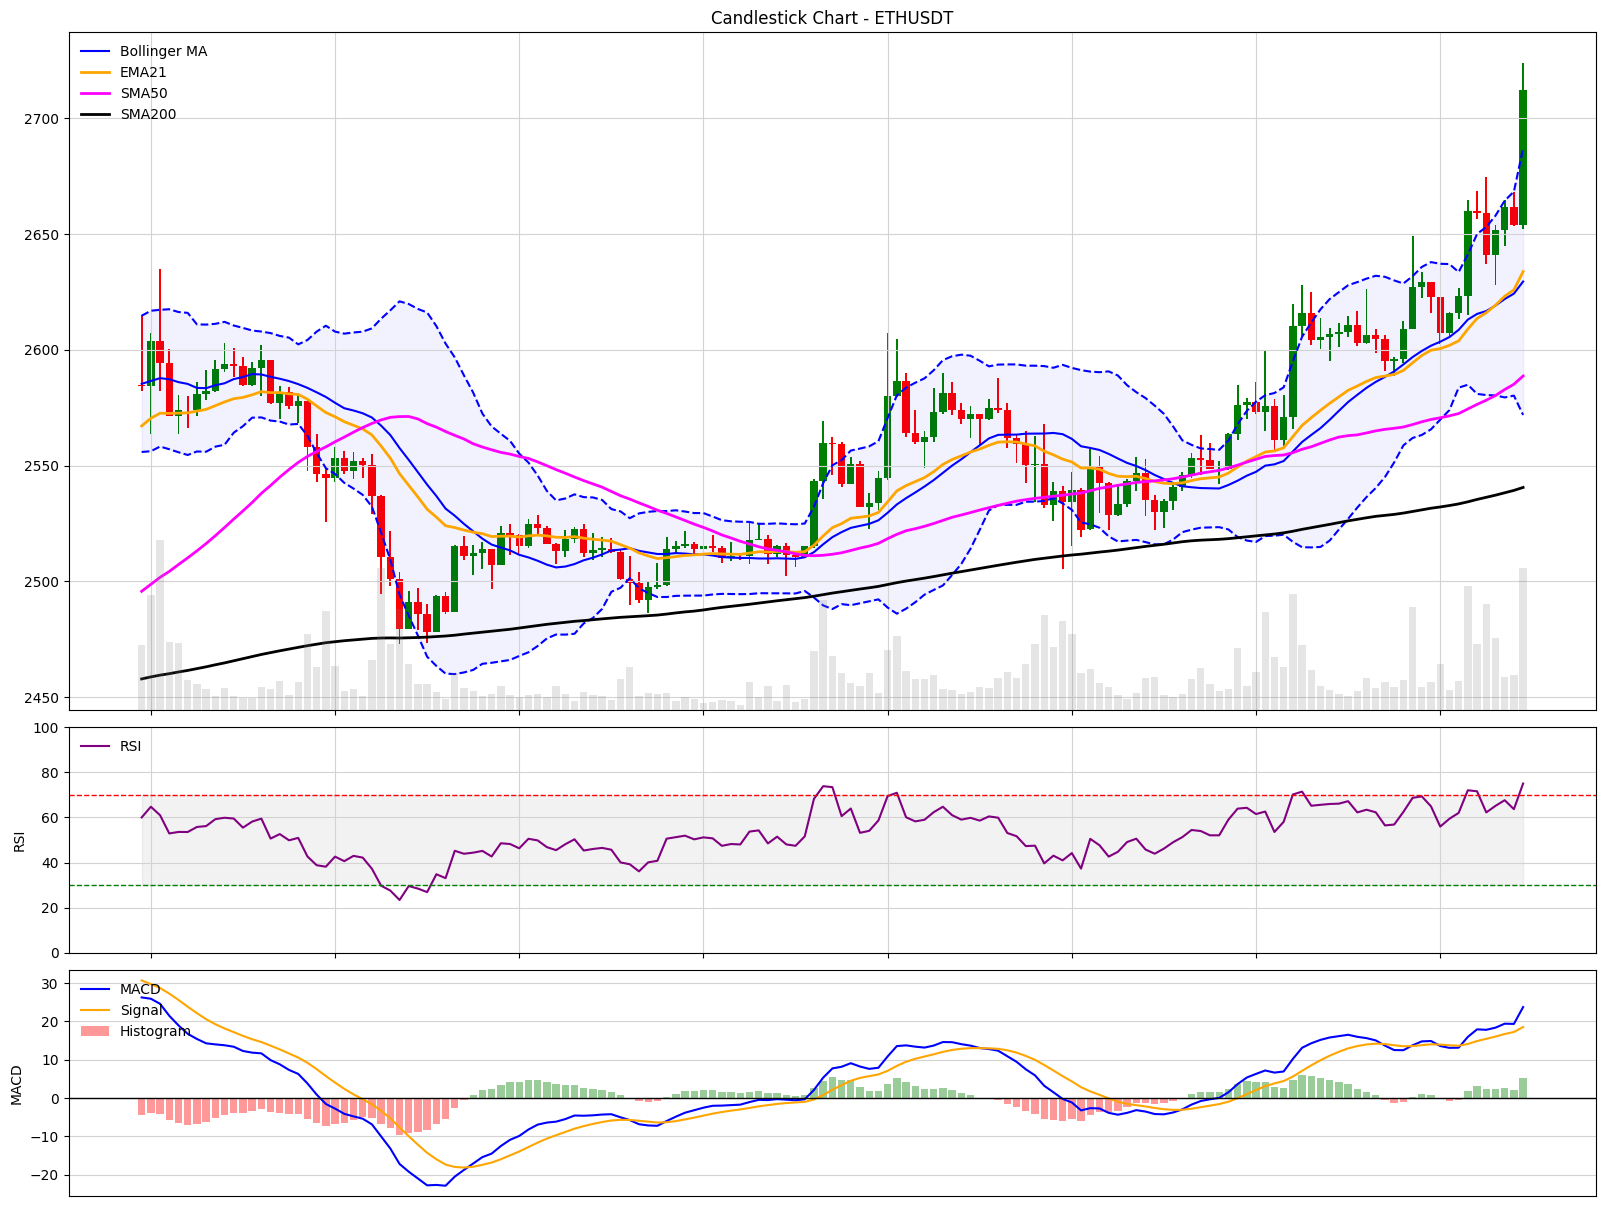 Candlestick Chart - ETHUSDT
Bollinger MA
EMA21
SMA50
SMA200
2700
2650
2600
2550
2500
2450
RSI
100
80
60
40
20
0
RSI
MACD
Signal
Histogram
30
20
10
0
−10
−20
MACD